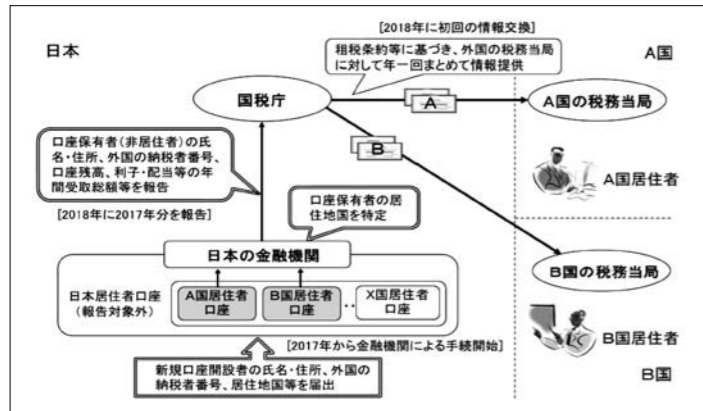 日本
[2018年に初回の情報交換]
租税条約等に基づき、外国の税務当局
に対して年一回まとめて情報提供
A国
国税庁
A
A国の税務当局
B
口座保有者(非居住者)の氏
名・住所、外国の納税者番号、
口座残高、利子・配当等の年
間受取総額等を報告
A国居住者
[2018年に2017年分を報告]
口座保有者の居
住地国を特定
日本の金融機関
B国の税務当局
日本居住者口座
(報告対象外)
A国居住者
口座
B国居住者
口座
‥
X国居住者
口座
B国居住者
[2017年から金融機関による手続開始]
新規口座開設者の氏名・住所、外国の
納税者番号、居住地国等を届出
B国